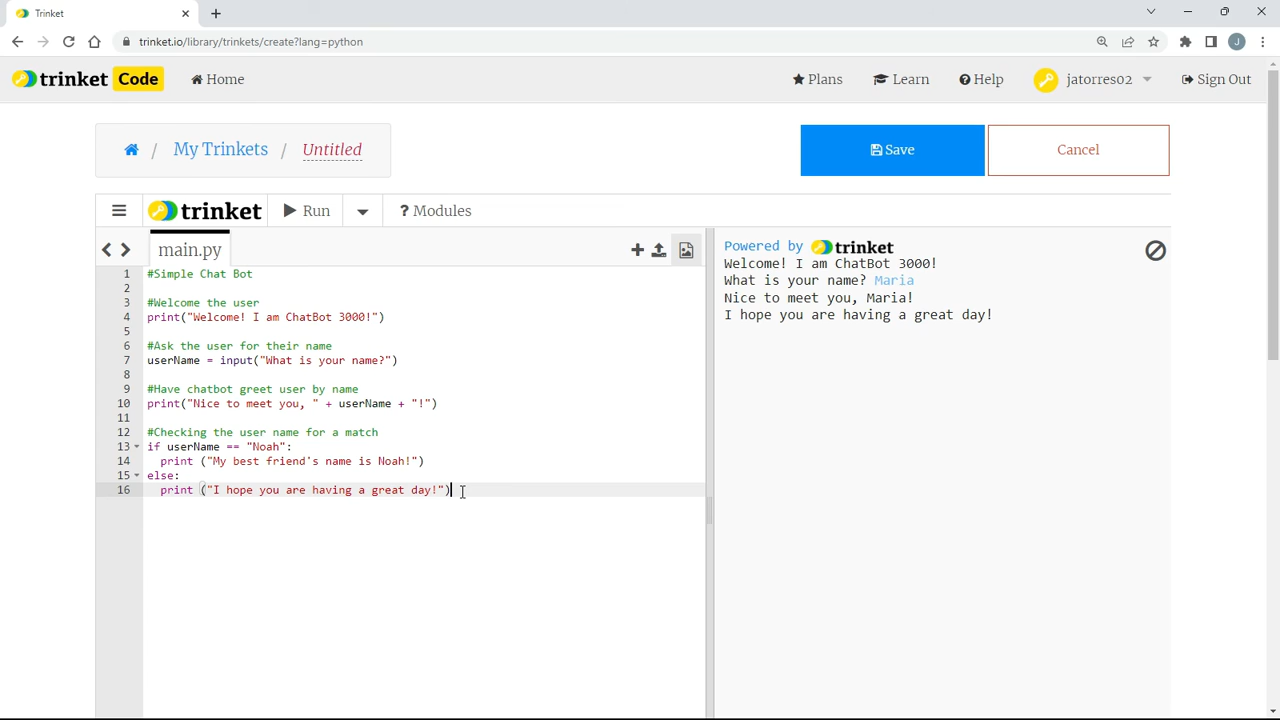 Trinket
trinket.io/library/trinkets/create?lang=python
J
trinket Code Home Plans Learn Help jatorres02 Sign Out
/ My Trinkets / Untitled Save Cancel
trinket Run ? Modules
main.py
1 #Simple Chat Bot
2
3 #Welcome the user
4 print("Welcome! I am ChatBot 3000!")
5
6 #Ask the user for their name
7 userName = input("What is your name?")
8
9 #Have chatbot greet user by name
10 print("Nice to meet you, " + userName + "!")
11
12 #Checking the user name for a match
13 if userName == "Noah":
14 print ("My best friend's name is Noah!")
15 else:
16 print ("I hope you are having a great day!")
Powered by trinket
Welcome! I am ChatBot 3000!
What is your name? Maria
Nice to meet you, Maria!
I hope you are having a great day!